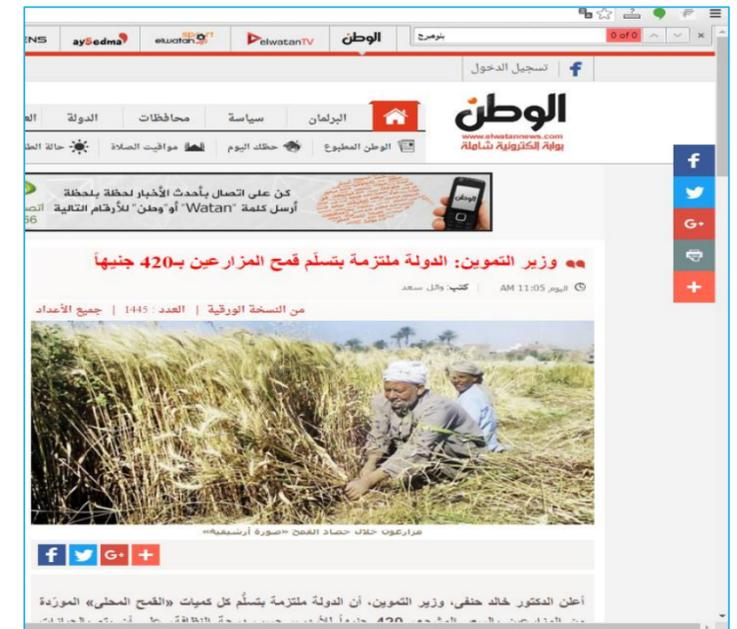 0 of 0
بنوميج
الوطن
elwatanTV
elwatan sport
ay5edma
ENS
تسجيل الدخول
الوطن
www.elwatannews.com
بوابة إلكترونية شاملة
البرلمان سياسة محافظات الدولة
الوطن المطبوع حظك اليوم مواقيت الصلاة حالة
كن على اتصال بأحدث الأخبار لحظة بلحظة
أرسل كلمة "Watan" أو"وطن" للأرقام التالية
وزير التموين: الدولة ملتزمة بتسلّم قمح المزارعين بـ420 جنيهاً
اليوم 11:05 AM | كتب: وائل سعد
من النسخة الورقية | العدد : 1445 | جميع الأعداد
مزارعون خلال حصاد القمح «صورة أرشيفية»
G+
أعلن الدكتور خالد حنفى، وزير التموين، أن الدولة ملتزمة بتسلُّم كل كميات «القمح المحلى» المورّدة